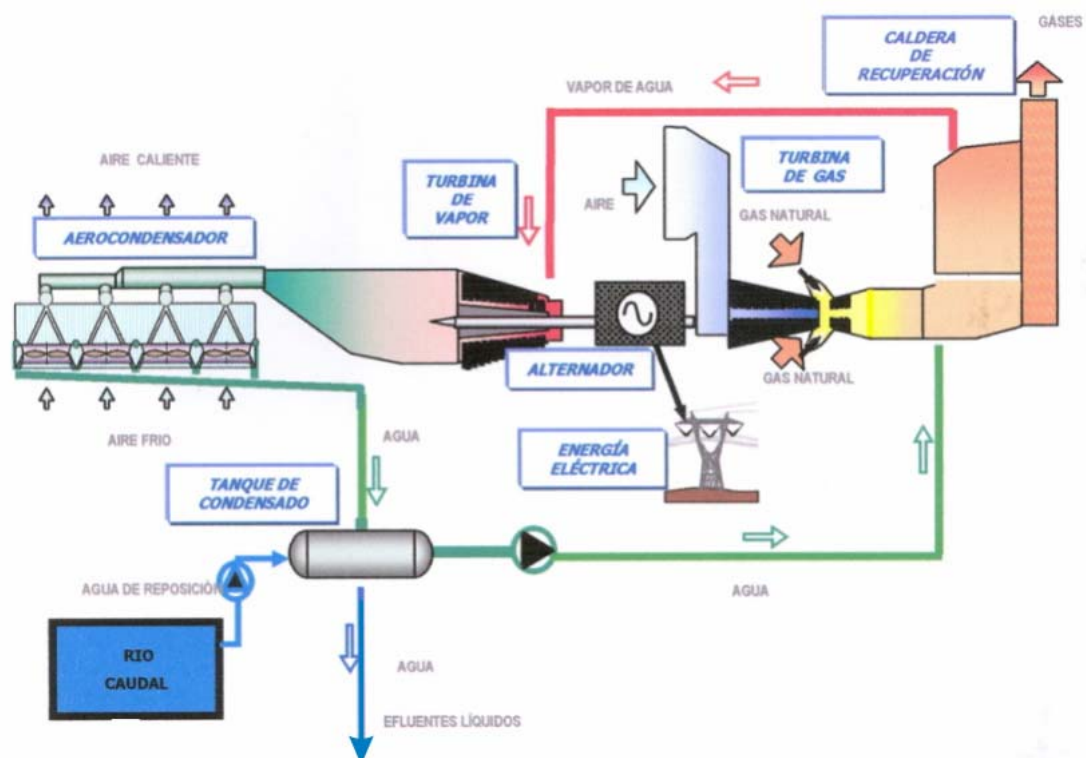 GÁSES
CALDERA
DE
RECUPERACIÓN
VAPOR DE AGUA
AIRE CALIENTE
TURBINA
DE
VAPOR
TURBINA
DE GAS
AIRE
GAS NATURAL
AEROCONDENSADOR
ALTERNADOR
GAS NATURAL
AIRE FRIO
AGUA
ENERGÍA
ELÉCTRICA
TANQUE DE
CONDENSADO
AGUA DE REPOSICIÓN
AGUA
RIO
CAUDAL
AGUA
EFLUENTES LÍQUIDOS